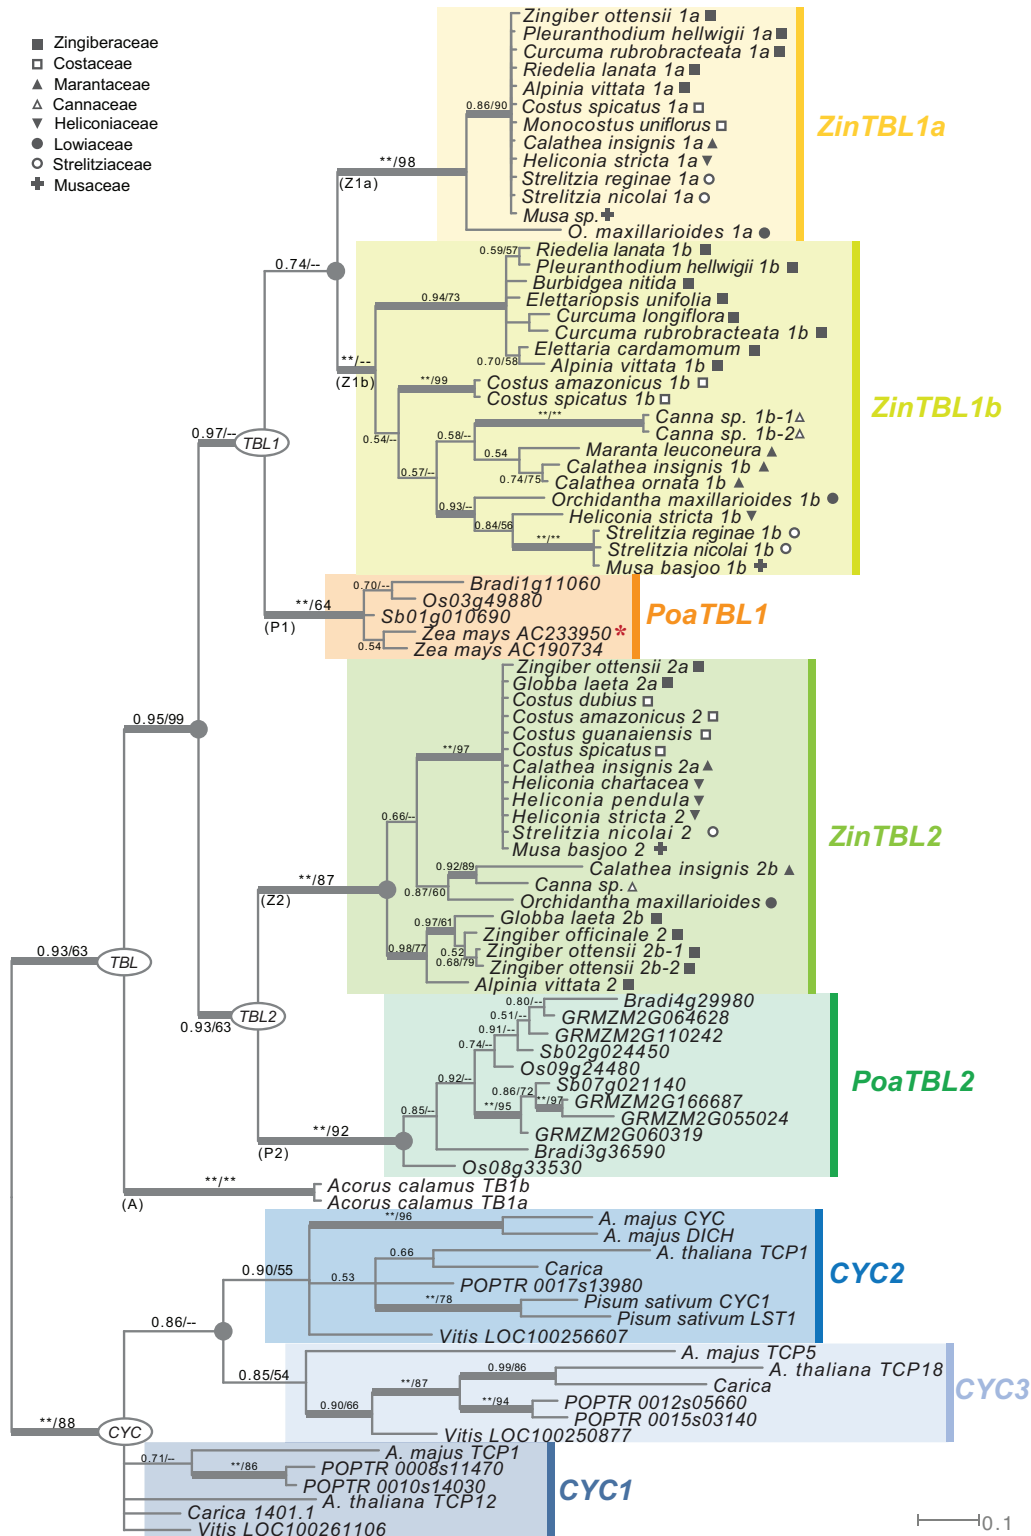 Zingiberaceae
Costaceae
Marantaceae
Cannaceae
Heliconiaceae
Lowiaceae
Strelitziaceae
Musaceae
Zingiber ottensii 1a
Pleuranthodium hellwigii 1a
Curcuma rubrobracteata 1a
Riedelia lanata 1a
Alpinia vittata 1a
0.86/90
Costus spicatus 1a
Monocostus uniflorus
ZinTBL1a
Calathea insignis 1a
**/98
Heliconia stricta 1a
(Z1a)
Strelitzia reginae 1a
Strelitzia nicolai 1a
Musa sp.
O. maxillarioides 1a
0.59/57
Riedelia lanata 1b
0.74/--
Pleuranthodium hellwigii 1b
Burbidgea nitida
0.94/73
Elettariopsis unifolia
Curcuma longiflora
Curcuma rubrobracteata 1b
**/--
Elettaria cardamomum
(Z1b)
0.70/58
Alpinia vittata 1b
**/99
Costus amazonicus 1b
Costus spicatus 1b
ZinTBL1b
**/**
Canna sp. 1b-1
Canna sp. 1b-2
0.97/--
TBL1
0.54/--
0.58/--
0.54
Maranta leuconeura
0.57/--
Calathea insignis 1b
0.74/75
Calathea ornata 1b
0.93/--
Orchidantha maxillarioides 1b
0.84/56
Heliconia stricta 1b
**/**
Strelitzia reginae 1b
Strelitzia nicolai 1b
Musa basjoo 1b
0.70/--
Bradi1g11060
**/64
Os03g49880
(P1)
Sb01g010690
PoaTBL1
Zea mays AC233950 *
0.54
Zea mays AC190734
Zingiber ottensii 2a
Globba laeta 2a
Costus dubius
0.95/99
Costus amazonicus 2
Costus guanaiensis
**/97
Costus spicatus
Calathea insignis 2a
Heliconia chartacea
Heliconia pendula
0.66/--
Heliconia stricta 2
Strelitzia nicolai 2
ZinTBL2
Musa basjoo 2
0.92/89
Calathea insignis 2b
**/87
(Z2)
0.87/60
Canna sp.
Orchidantha maxillarioides
0.97/61
Globba laeta 2b
Zingiber officinale 2
0.93/63
TBL
0.98/77
0.52
0.68/79
Zingiber ottensii 2b-1
Zingiber ottensii 2b-2
Alpinia vittata 2
0.80/--
Bradi4g29980
0.93/63
TBL2
0.51/--
GRMZM2G064628
0.91/--
GRMZM2G110242
0.74/--
Sb02g024450
Os09g24480
0.92/--
0.86/72
Sb07g021140
PoaTBL2
**/97
GRMZM2G166687
0.85/--
**/95
GRMZM2G055024
**/92
GRMZM2G060319
(P2)
Bradi3g36590
Os08g33530
**/**
(A)
Acorus calamus TB1b
Acorus calamus TB1a
**/96
A. majus CYC
A. majus DICH
0.66
A. thaliana TCP1
0.90/55
0.53
Carica
CYC2
POPTR 0017s13980
**/78
Pisum sativum CYC1
Pisum sativum LST1
0.86/--
Vitis LOC100256607
A. majus TCP5
0.85/54
0.99/86
A. thaliana TCP18
**/87
Carica
CYC3
0.90/66
**/94
POPTR 0012s05660
POPTR 0015s03140
**/88
CYC
Vitis LOC100250877
0.71/--
A. majus TCP1
**/86
POPTR 0008s11470
POPTR 0010s14030
CYC1
A. thaliana TCP12
Carica 1401.1
Vitis LOC100261106
0.1